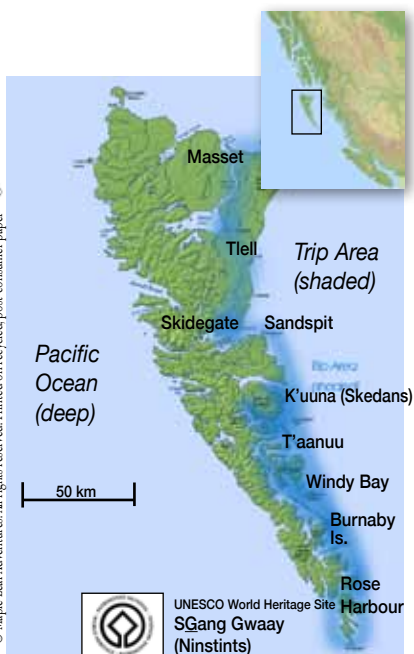 Masset
Tlell
Trip Area
(shaded)
Skidegate
Sandspit
Pacific
Ocean
(deep)
K'uuna (Skedans)
T'aanuu
Windy Bay
50 km
Burnaby
Is.
Rose
Harbour
UNESCO World Heritage Site
SGang Gwaay
(Ninstints)